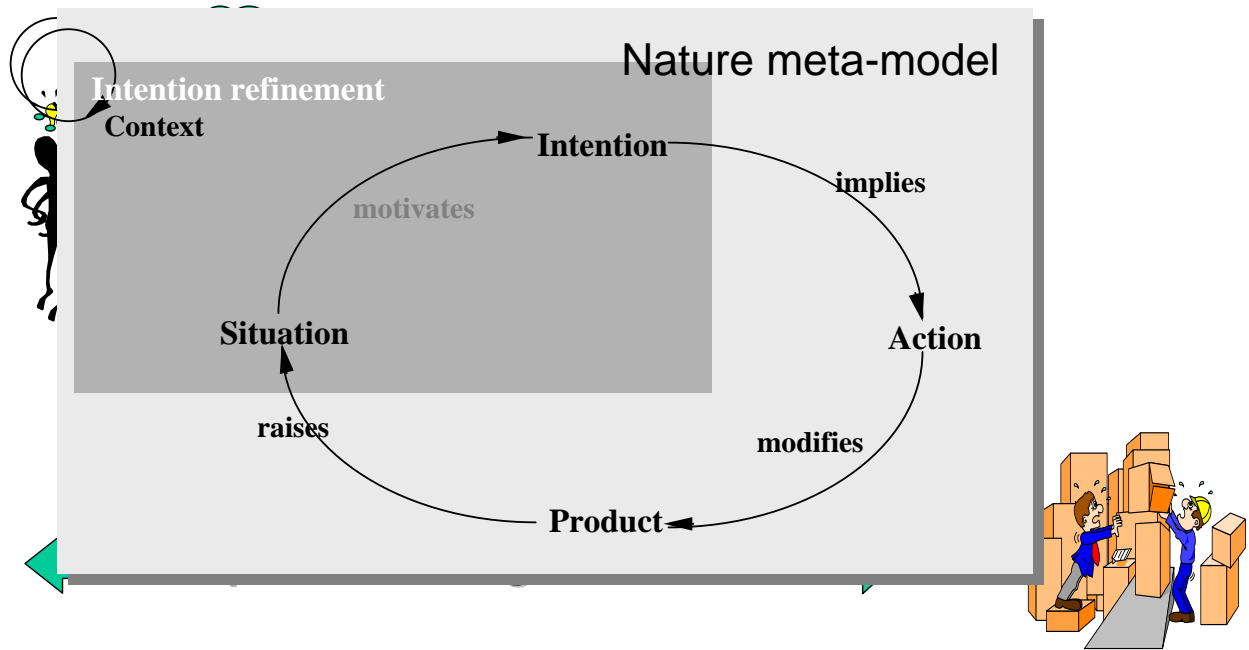 Nature meta-model
Intention refinement
Context
Intention
implies
motivates
Situation
Action
raises
modifies
Product